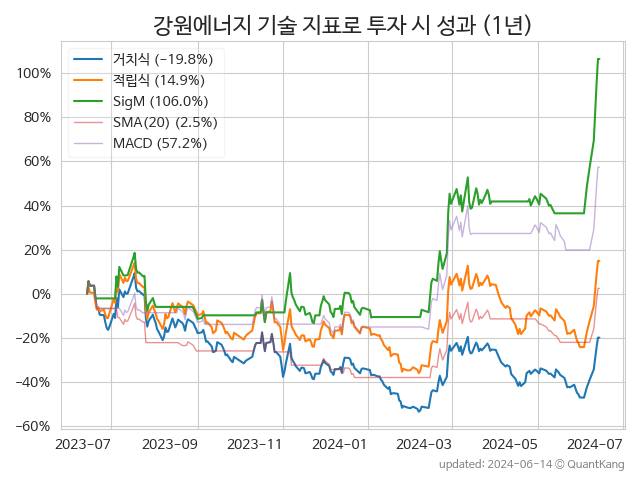 강원에너지 기술 지표로 투자 시 성과 (1년)
거치식 (−19.8%)
적립식 (14.9%)
SigM (106.0%)
SMA(20) (2.5%)
MACD (57.2%)
100%
80%
60%
40%
20%
0%
−20%
−40%
−60%
2023-07 2023-09 2023-11 2024-01 2024-03 2024-05 2024-07
updated: 2024-06-14 © QuantKang